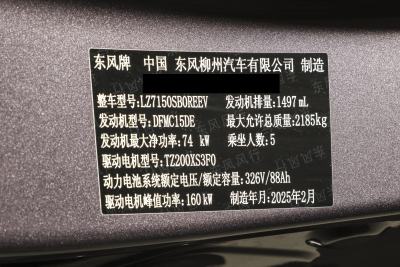 东风牌 中国 东风柳州汽车有限公司 制造
整车型号:LZ7150SB0REEV 发动机排量:1497 mL
发动机型号:DFMC15DE 最大允许总质量:2185kg
发动机最大净功率:74 kW 乘坐人数:5
驱动电机型号:TZ200XS3F0
动力电池系统额定电压/额定容量:326V/88Ah
驱动电机峰值功率:160kW 制造年月:2025年2月